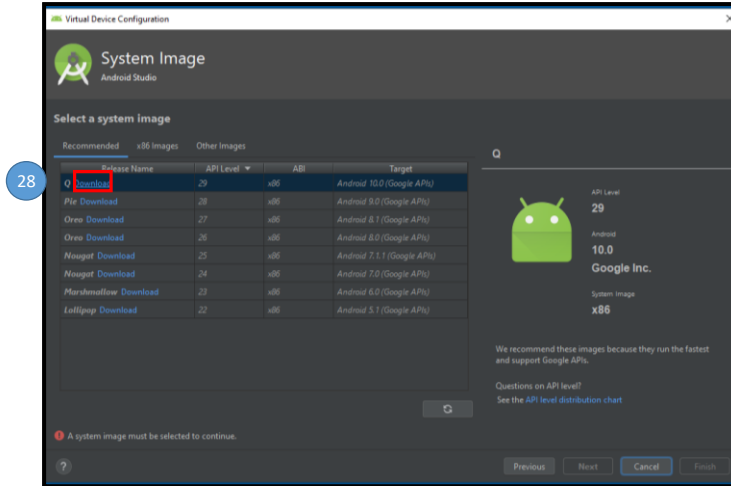 Virtual Device Configuration
System Image
Android Studio
Select a system image
Recommended x86 Images Other Images
Release Name API Level ABI Target
28
Q Download 29 x86 Android 10.0 (Google APIs)
Pie Download 28 x86 Android 9.0 (Google APIs)
Oreo Download 27 x86 Android 8.1 (Google APIs)
Oreo Download 26 x86 Android 8.0 (Google APIs)
Nougat Download 25 x86 Android 7.1.1 (Google APIs)
Nougat Download 24 x86 Android 7.0 (Google APIs)
Marshmallow Download 23 x86 Android 6.0 (Google APIs)
Lollipop Download 22 x86 Android 5.1 (Google APIs)
Q
API Level
29
Android
10.0
Google Inc.
System Image
x86
We recommend these images because they run the fastest
and support Google APIs.
Questions on API level?
See the API level distribution chart
A system image must be selected to continue.
? Previous Next Cancel Finish